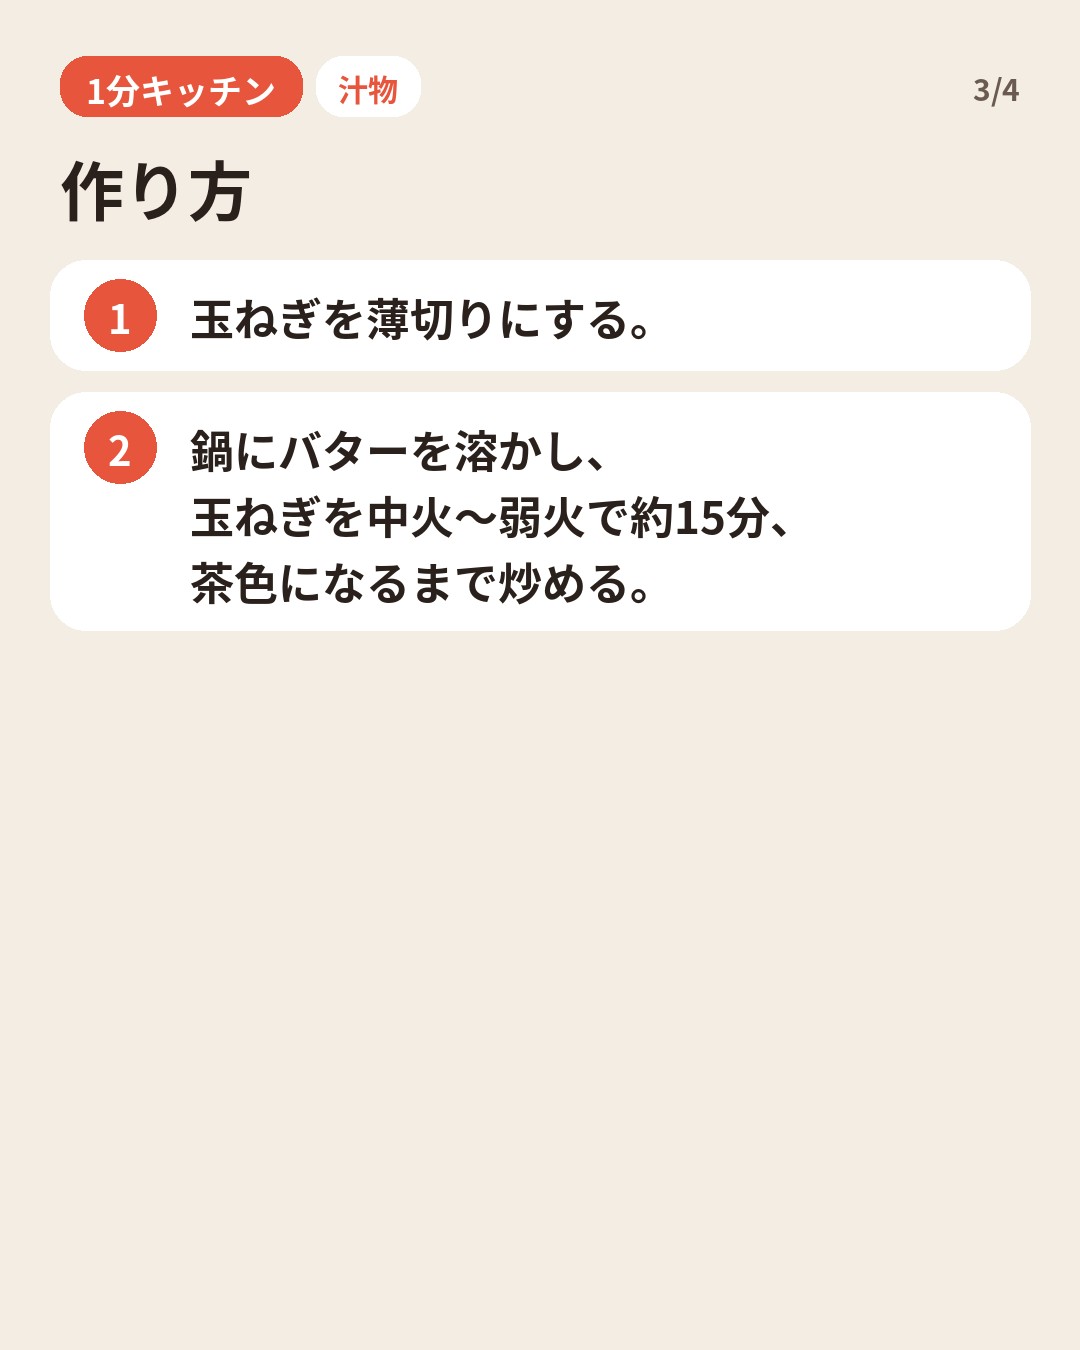 1分キッチン 汁物 3/4
作り方
1 玉ねぎを薄切りにする。
2 鍋にバターを溶かし、
玉ねぎを中火〜弱火で約15分、
茶色になるまで炒める。